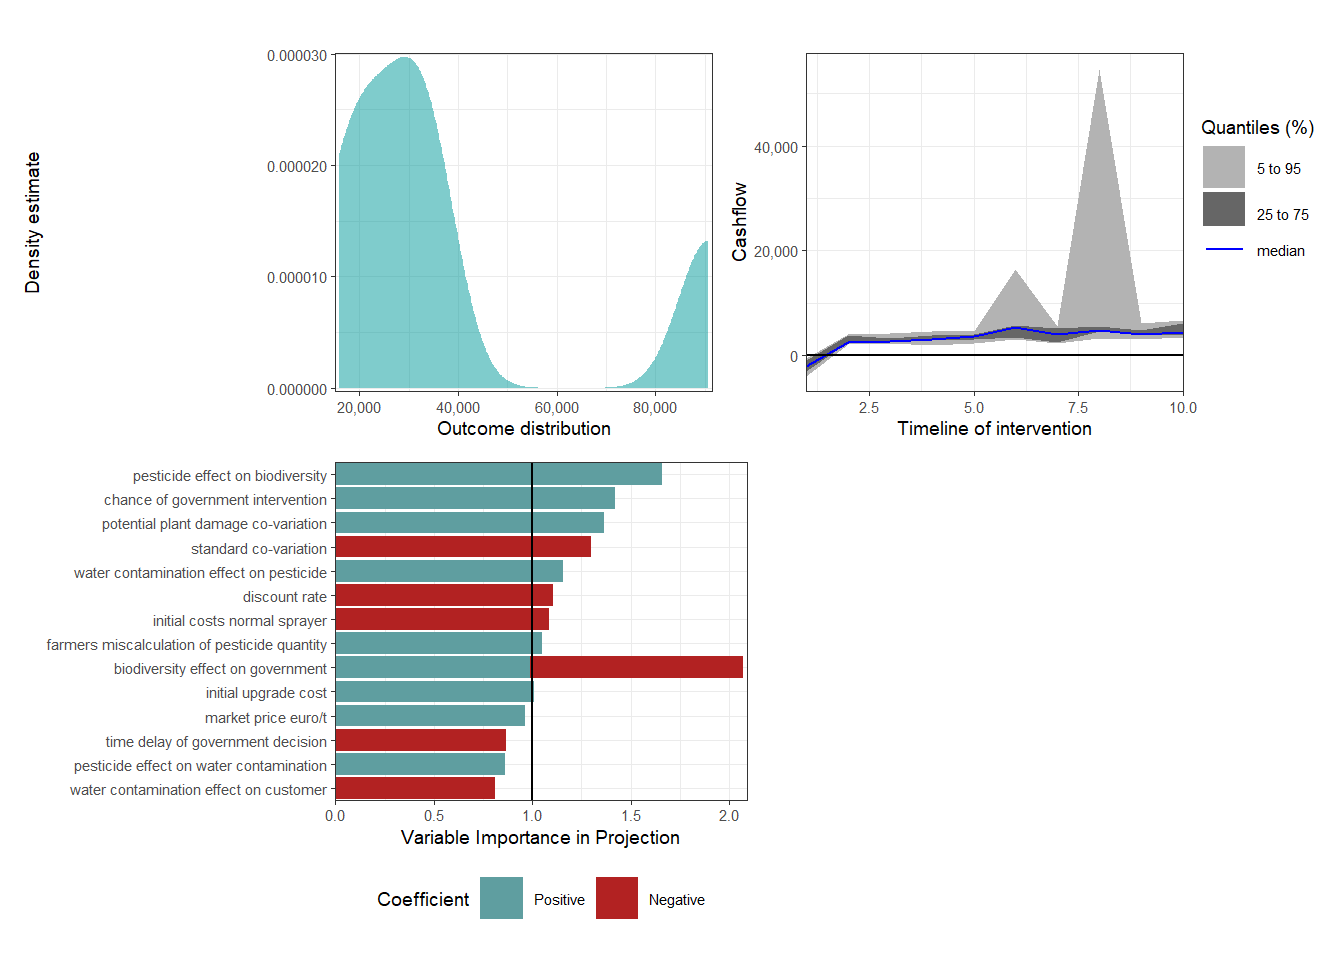 Density estimate
0.000030
0.000020
0.000010
0.000000
20,000 40,000 60,000 80,000
Outcome distribution
Cashflow
40,000
20,000
0
2.5 5.0 7.5 10.0
Timeline of intervention
Quantiles (%)
5 to 95
25 to 75
median
pesticide effect on biodiversity
chance of government intervention
potential plant damage co-variation
standard co-variation
water contamination effect on pesticide
discount rate
initial costs normal sprayer
farmers miscalculation of pesticide quantity
biodiversity effect on government
initial upgrade cost
market price euro/t
time delay of government decision
pesticide effect on water contamination
water contamination effect on customer
0.0 0.5 1.0 1.5 2.0
Variable Importance in Projection
Coefficient Positive Negative